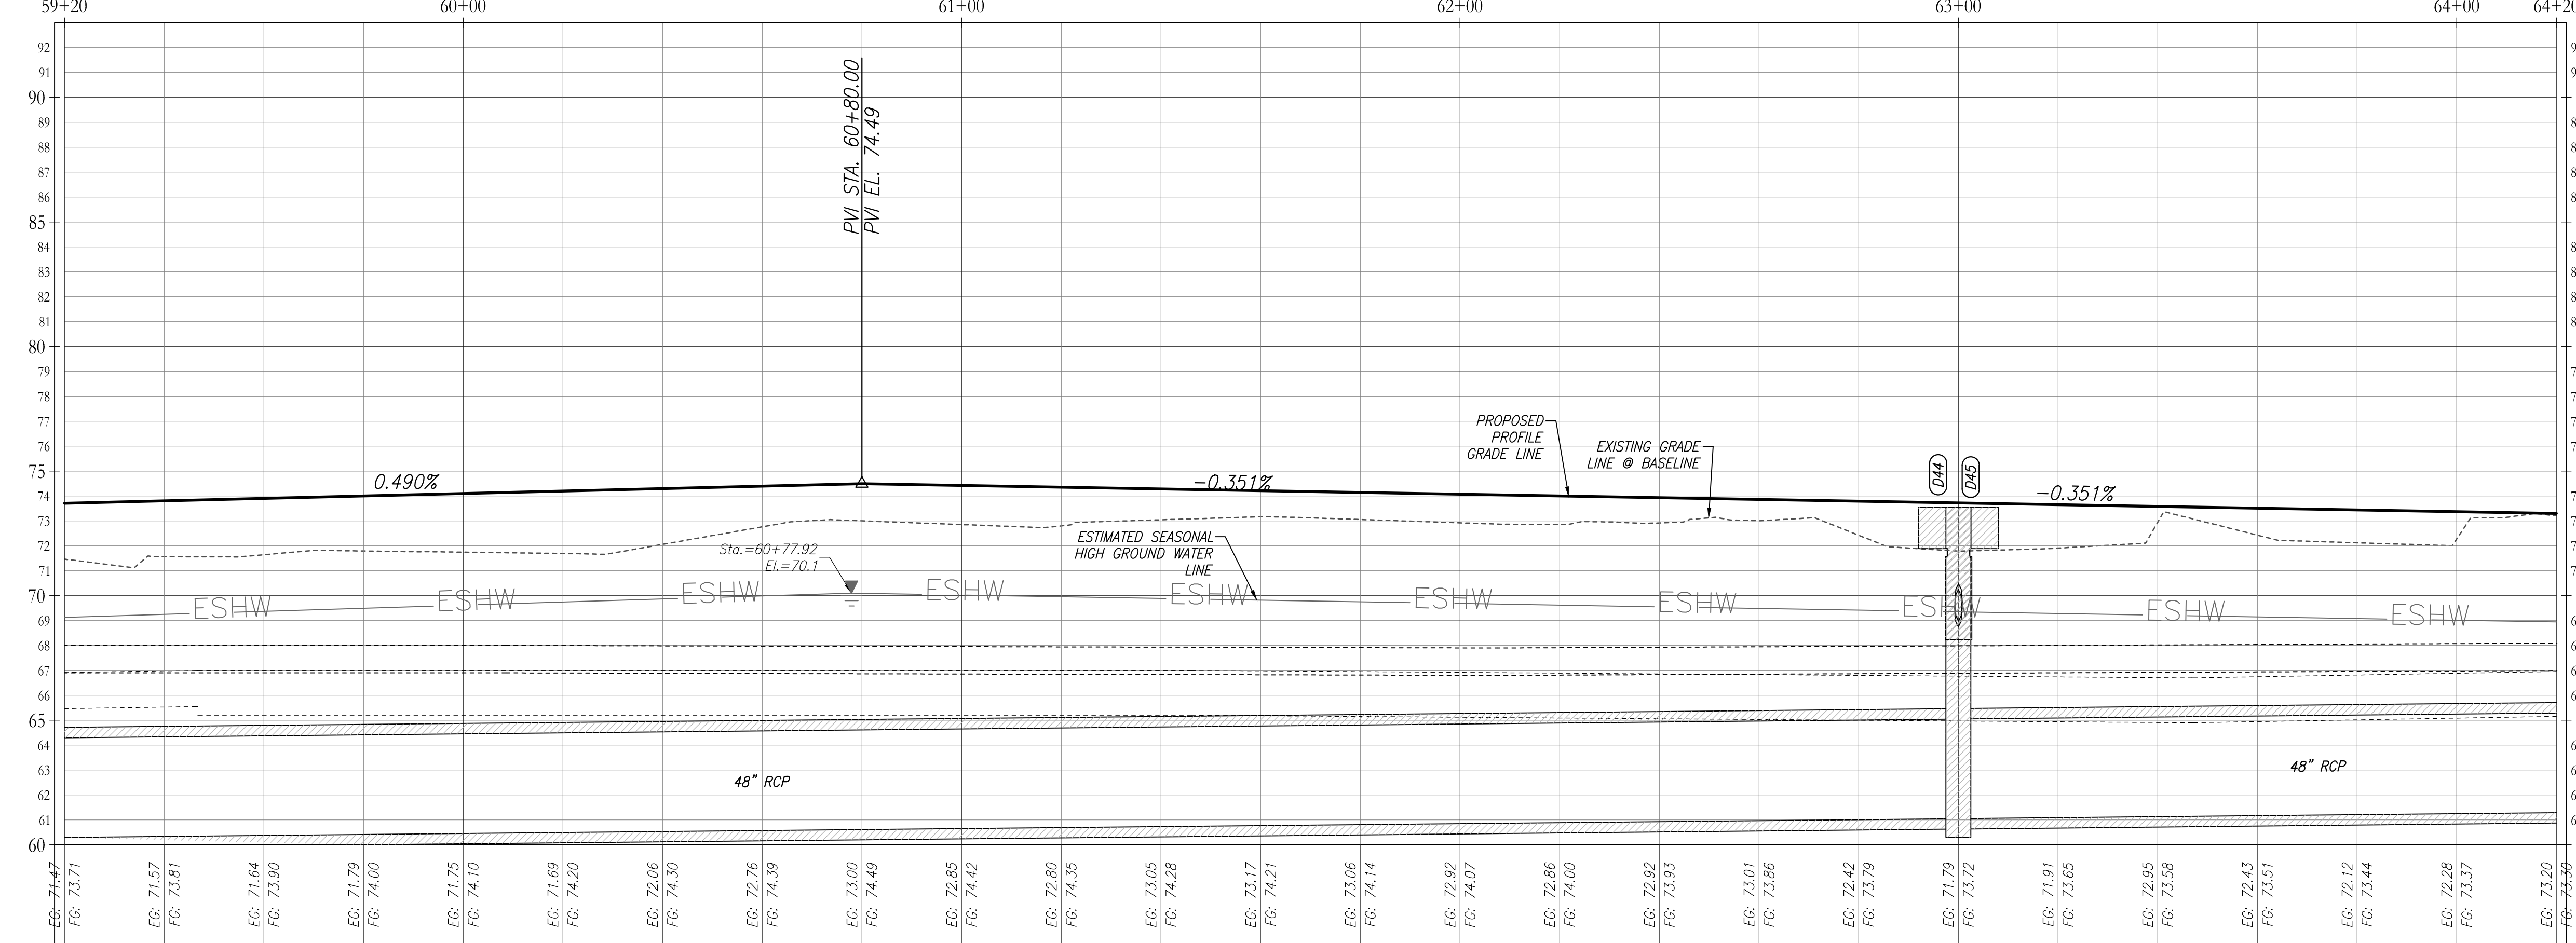 59+20
60+00
61+00
62+00
63+00
64+00
64+20
92
91
90
89
88
87
86
85
84
83
82
81
80
79
78
77
76
75
74
73
72
71
70
69
68
67
66
65
64
63
62
61
60
PVI STA. 60+80.00
PVI EL. 74.49
0.490%
-0.351%
-0.351%
PROPOSED
PROFILE
GRADE LINE
EXISTING GRADE
LINE @ BASELINE
D44
D45
Sta.=60+77.92
El.=70.1
ESTIMATED SEASONAL
HIGH GROUND WATER
LINE
ESHW
ESHW
ESHW
ESHW
ESHW
ESHW
ESHW
ESHW
ESHW
ESHW
48" RCP
48" RCP
EG: 71.47
FG: 73.71
EG: 71.57
FG: 73.81
EG: 71.64
FG: 73.90
EG: 71.79
FG: 74.00
EG: 71.75
FG: 74.10
EG: 71.69
FG: 74.20
EG: 72.06
FG: 74.30
EG: 72.76
FG: 74.39
EG: 73.00
FG: 74.49
EG: 72.85
FG: 74.42
EG: 72.80
FG: 74.35
EG: 73.05
FG: 74.28
EG: 73.17
FG: 74.21
EG: 73.06
FG: 74.14
EG: 72.92
FG: 74.07
EG: 72.86
FG: 74.00
EG: 72.92
FG: 73.93
EG: 73.01
FG: 73.86
EG: 72.42
FG: 73.79
EG: 71.79
FG: 73.72
EG: 71.91
FG: 73.65
EG: 72.95
FG: 73.58
EG: 72.43
FG: 73.51
EG: 72.12
FG: 73.44
EG: 72.28
FG: 73.37
EG: 73.20
FG: 73.30